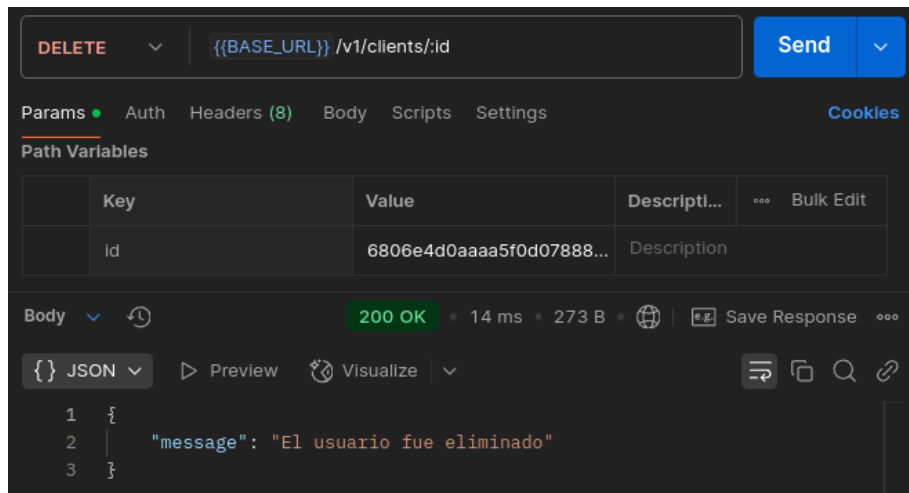 DELETE {{BASE_URL}} /v1/clients/:id Send
Params Auth Headers (8) Body Scripts Settings Cookies
Path Variables
Key Value Descripti... Bulk Edit
id 6806e4d0aaaa5f0d07888... Description
Body 200 OK 14 ms 273 B e.g. Save Response
{} JSON Preview Visualize
1 {
2 "message": "El usuario fue eliminado"
3 }